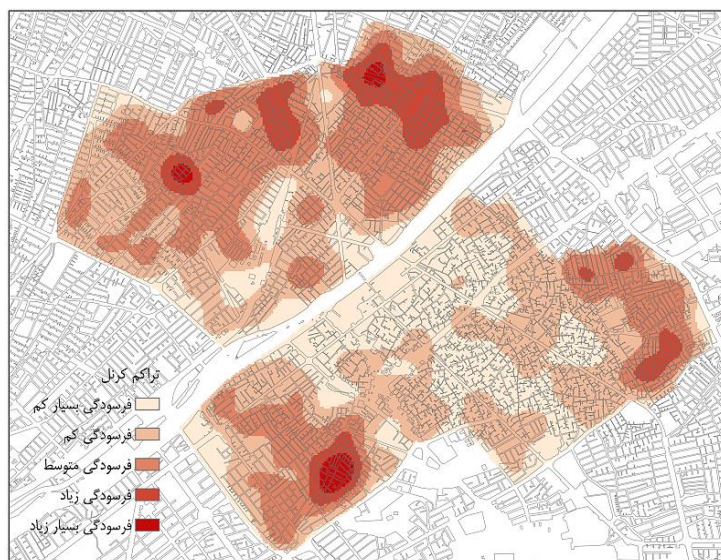 تراکم کرنل
فرسودگی بسیار کم
فرسودگی کم
فرسودگی متوسط
فرسودگی زیاد
فرسودگی بسیار زیاد